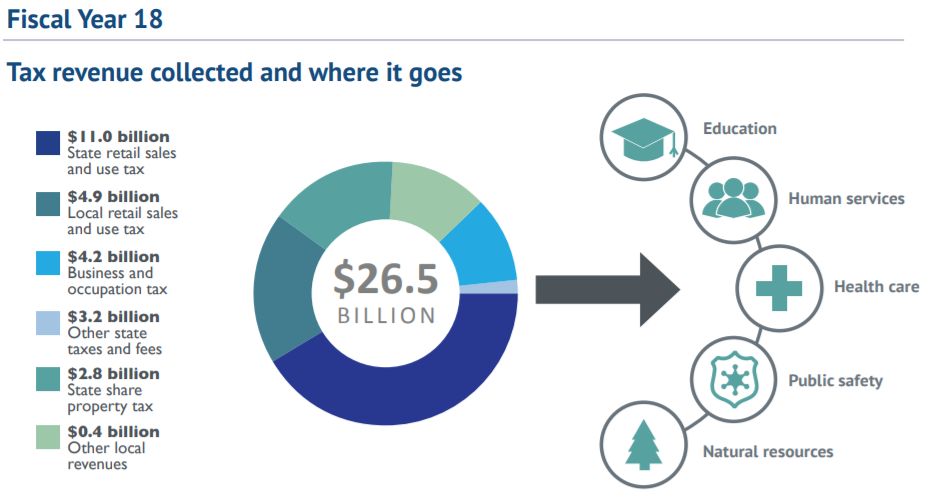 Fiscal Year 18
Tax revenue collected and where it goes
$11.0 billion
State retail sales
and use tax
$4.9 billion
Local retail sales
and use tax
$4.2 billion
Business and
occupation tax
$3.2 billion
Other state
taxes and fees
$2.8 billion
State share
property tax
$0.4 billion
Other local
revenues
$26.5
BILLION
Education
Human services
Health care
Public safety
Natural resources